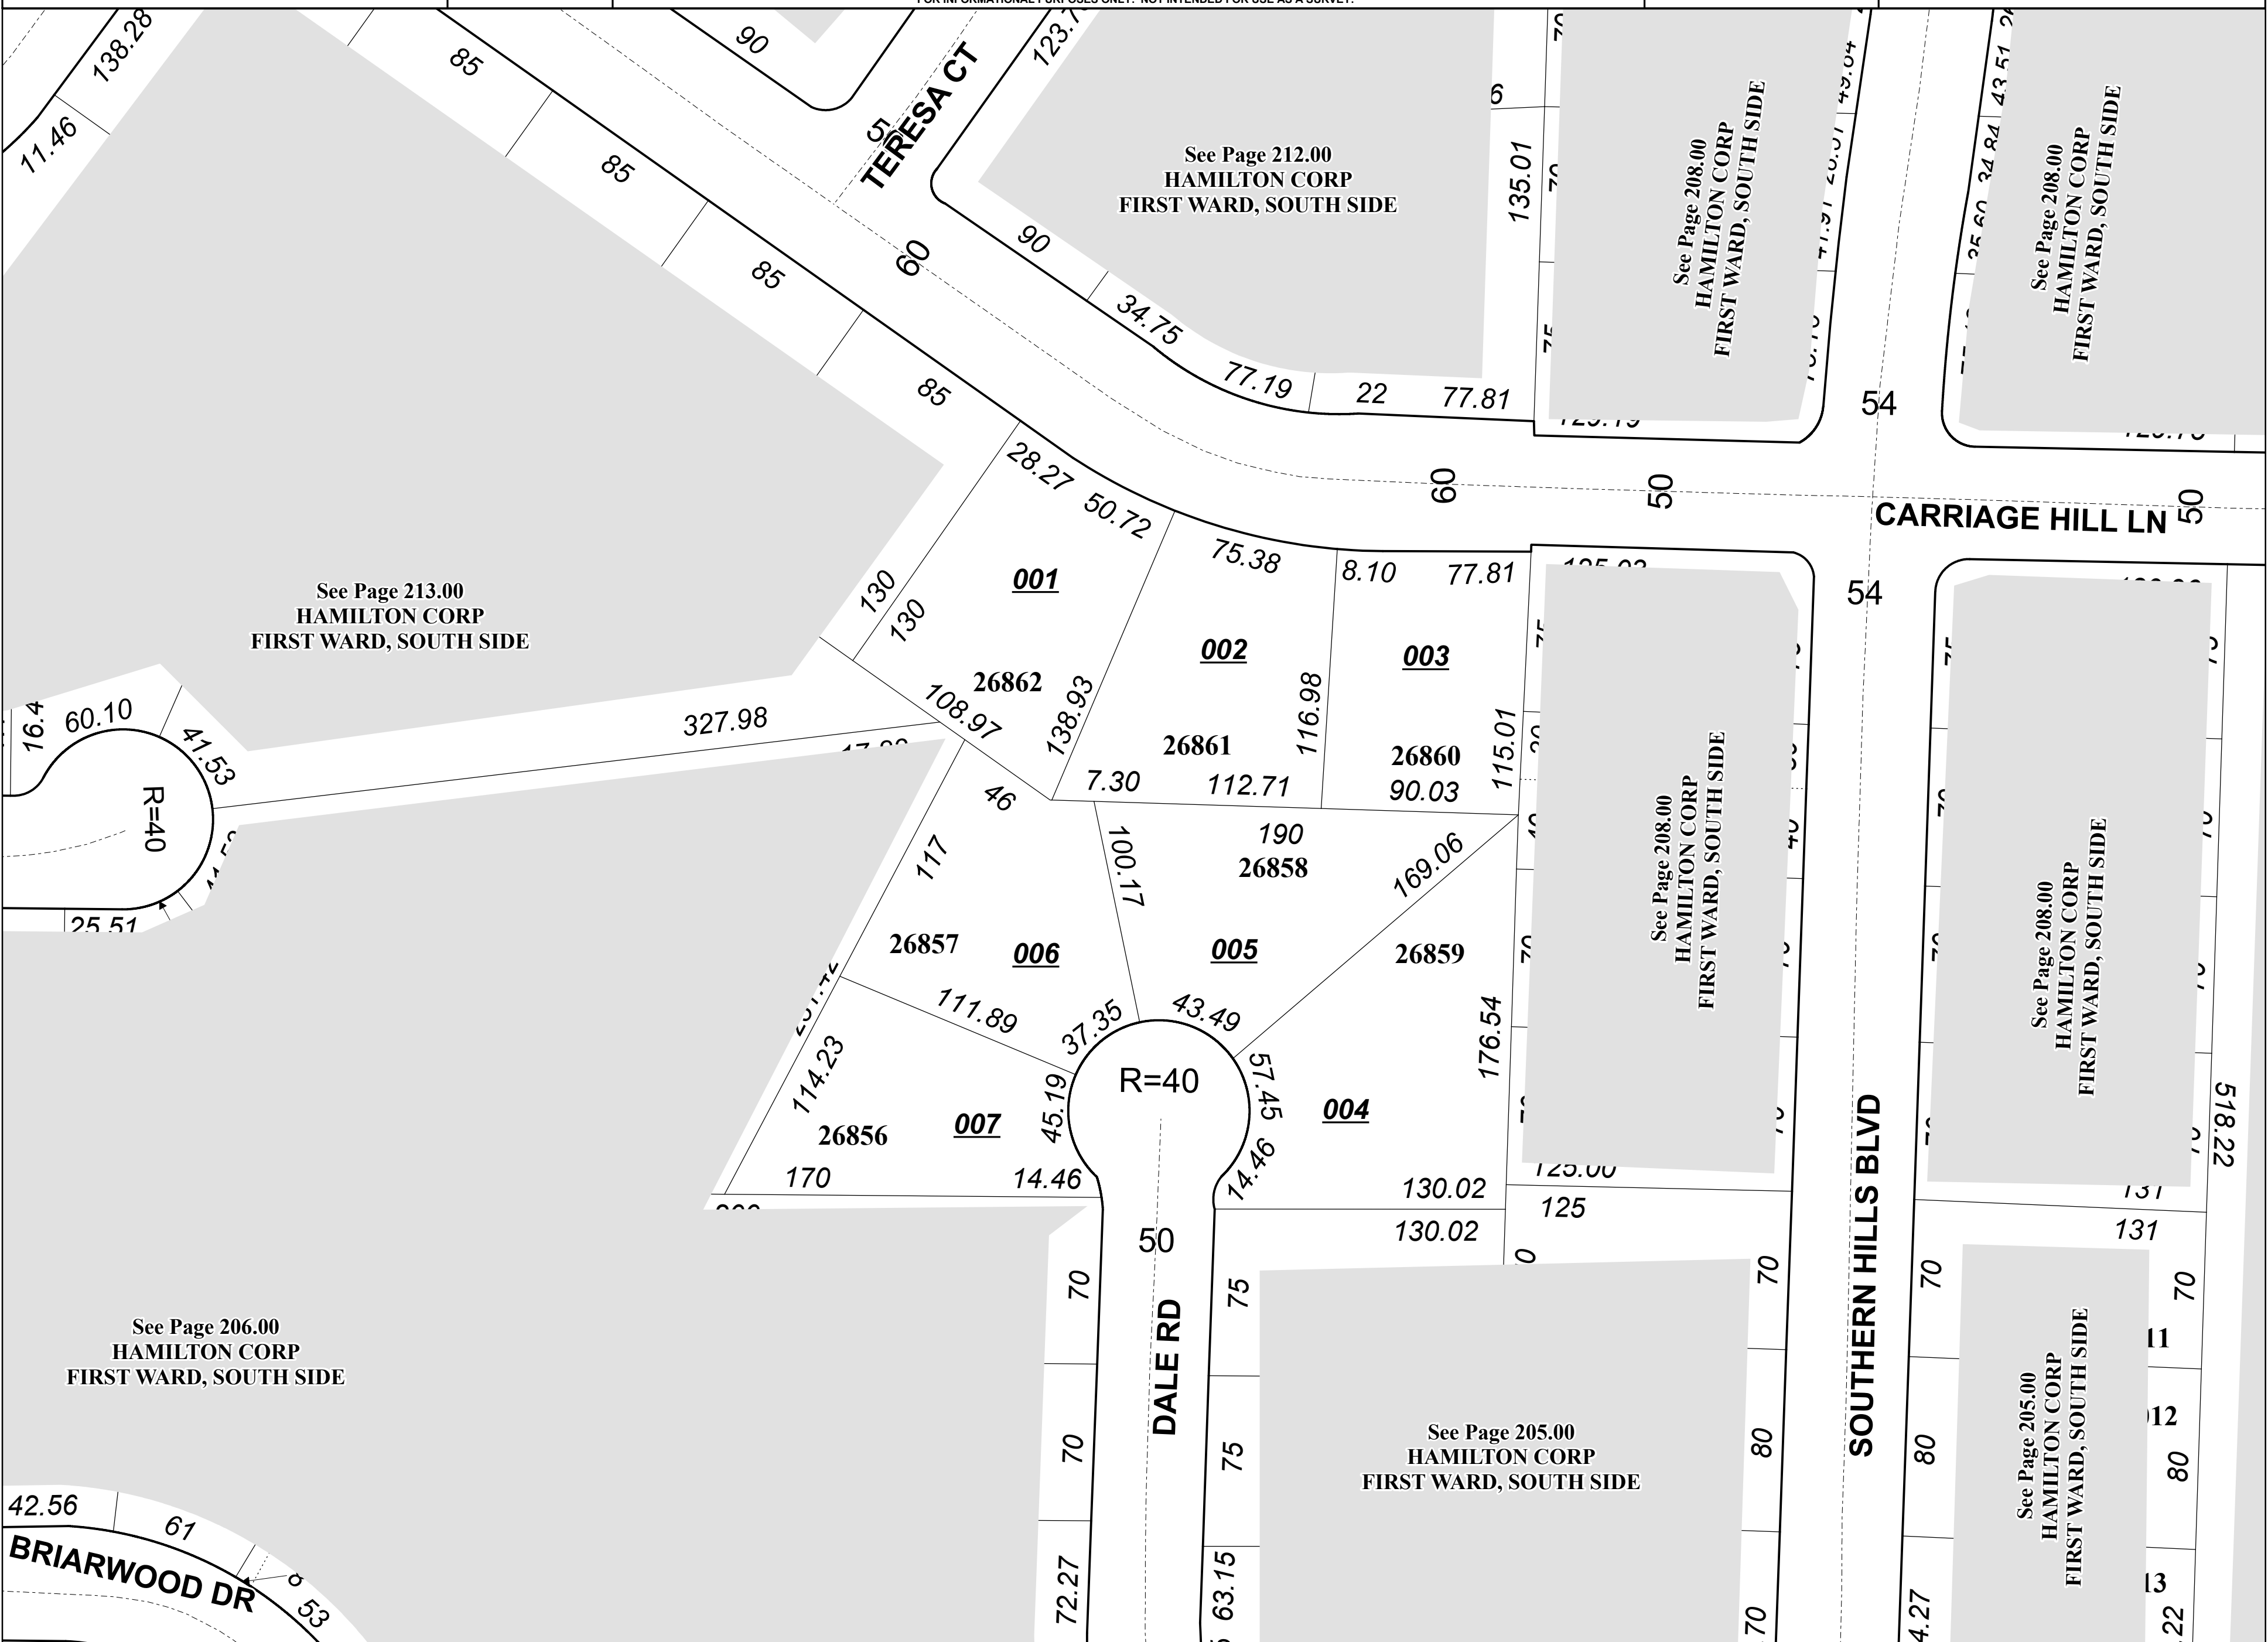 138.28
11.46
85
85
85
85
90
TERESA CT
60
90
34.75
77.19
22
77.81
See Page 212.00
HAMILTON CORP
FIRST WARD, SOUTH SIDE
135.01
See Page 208.00
HAMILTON CORP
FIRST WARD, SOUTH SIDE
See Page 208.00
HAMILTON CORP
FIRST WARD, SOUTH SIDE
54
60
50
CARRIAGE HILL LN
50
54
See Page 213.00
HAMILTON CORP
FIRST WARD, SOUTH SIDE
28.27
50.72
130
130
001
26862
108.97
138.93
75.38
002
26861
116.98
7.30
112.71
8.10
77.81
003
26860
115.01
90.03
60.10
41.53
R=40
327.98
25.51
46
117
100.17
190
26858
169.06
26857
006
005
26859
111.89
37.35
43.49
176.54
114.23
45.19
R=40
57.45
004
26856
007
170
14.46
14.46
130.02
130.02
125.00
125
See Page 208.00
HAMILTON CORP
FIRST WARD, SOUTH SIDE
See Page 208.00
HAMILTON CORP
FIRST WARD, SOUTH SIDE
518.22
131
131
50
DALE RD
SOUTHERN HILLS BLVD
70
75
70
70
70
70
75
80
80
80
72.27
63.15
70
See Page 206.00
HAMILTON CORP
FIRST WARD, SOUTH SIDE
See Page 205.00
HAMILTON CORP
FIRST WARD, SOUTH SIDE
See Page 205.00
HAMILTON CORP
FIRST WARD, SOUTH SIDE
42.56
61
8
53
BRIARWOOD DR